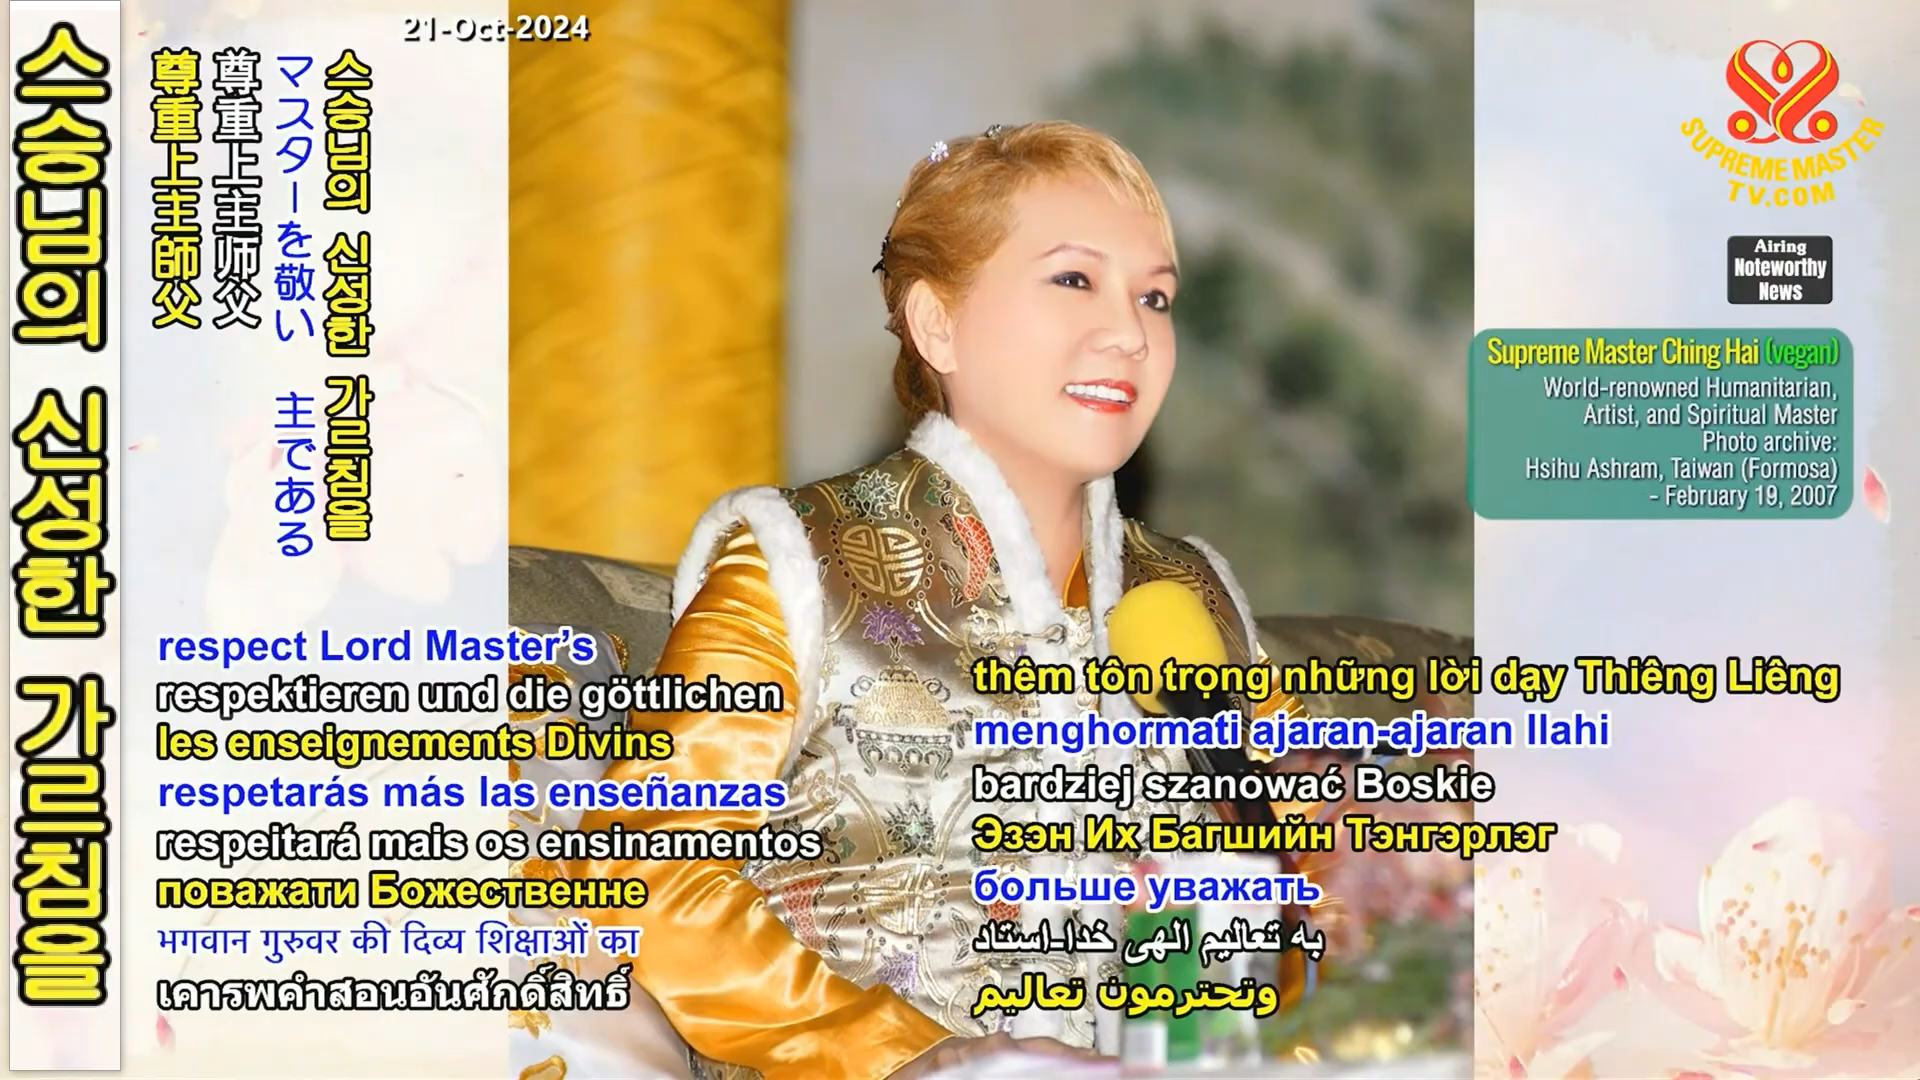 21-Oct-2024
스승님의 신성한 가르침을
尊重上主師父
尊重上主师父
マスターを敬い 主である
스승님의 신성한 가르침을
SUPREME MASTER
TV.COM
Airing
Noteworthy
News
Supreme Master Ching Hai (vegan)
World-renowned Humanitarian,
Artist, and Spiritual Master
Photo archive:
Hsihu Ashram, Taiwan (Formosa)
- February 19, 2007
respect Lord Master’s
respektieren und die göttlichen
les enseignements Divins
respetarás más las enseñanzas
respeitará mais os ensinamentos
поважати Божественне
भगवान गुरुवर की दिव्य शिक्षाओं का
เคารพคำสอนอันศักดิ์สิทธิ์
thêm tôn trọng những lời dạy Thiêng Liêng
menghormati ajaran-ajaran Ilahi
bardziej szanować Boskie
Эзэн Их Багшийн Тэнгэрлэг
больше уважать
به تعالیم الهی خدا-استاد
وتحترمون تعاليم